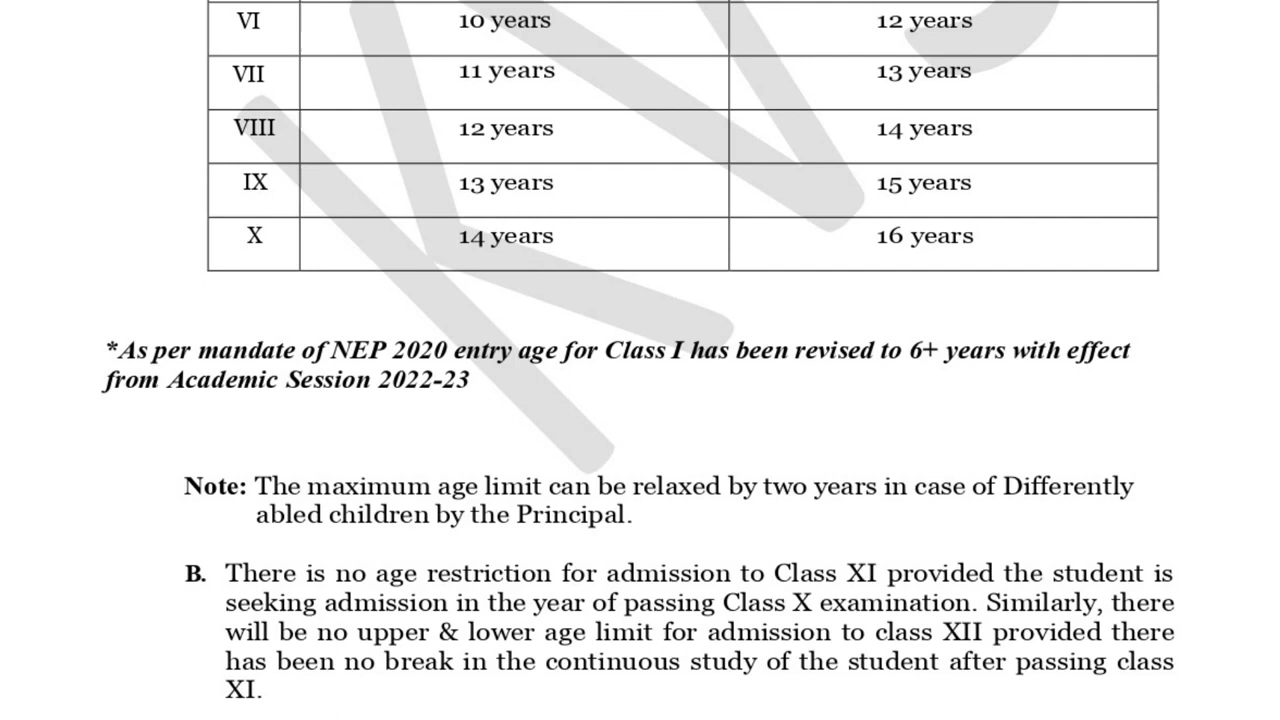 VI 10 years 12 years
VII 11 years 13 years
VIII 12 years 14 years
IX 13 years 15 years
X 14 years 16 years
*As per mandate of NEP 2020 entry age for Class I has been revised to 6+ years with effect
from Academic Session 2022-23
Note: The maximum age limit can be relaxed by two years in case of Differently
abled children by the Principal.
B. There is no age restriction for admission to Class XI provided the student is
seeking admission in the year of passing Class X examination. Similarly, there
will be no upper & lower age limit for admission to class XII provided there
has been no break in the continuous study of the student after passing class
XI.